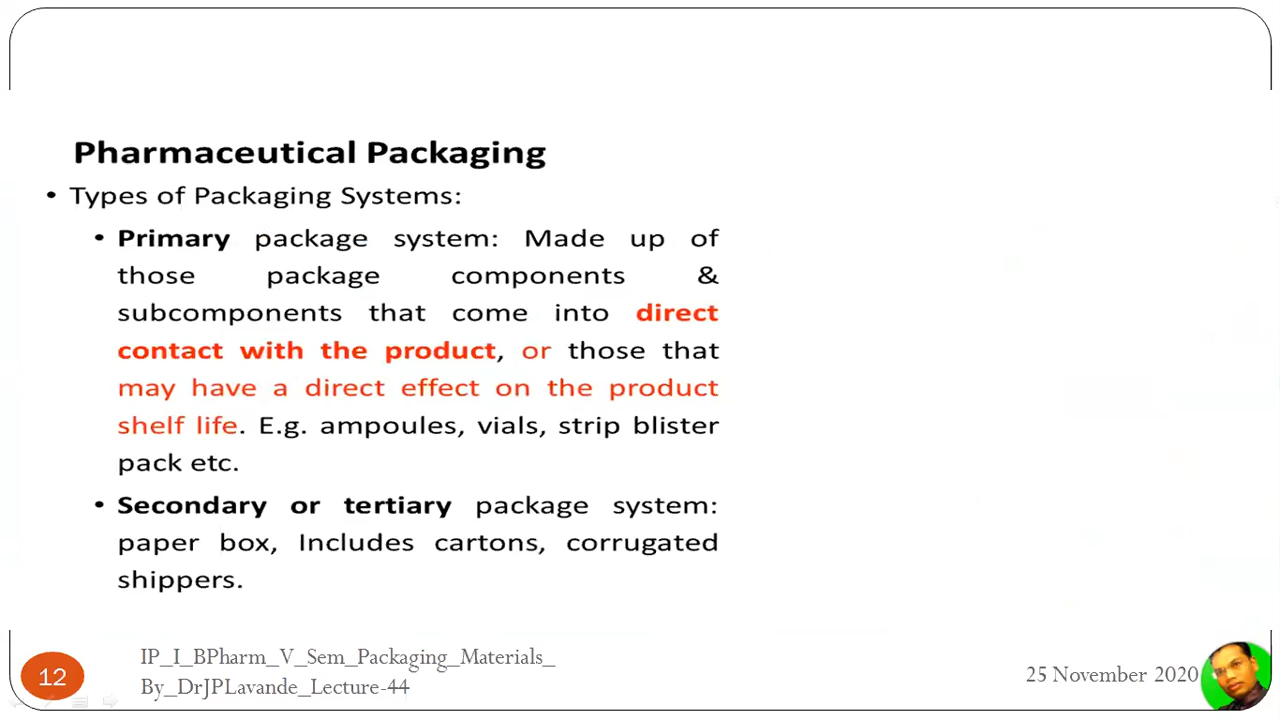 Pharmaceutical Packaging
• Types of Packaging Systems:
• Primary package system: Made up of
those package components &
subcomponents that come into direct
contact with the product, or those that
may have a direct effect on the product
shelf life. E.g. ampoules, vials, strip blister
pack etc.
• Secondary or tertiary package system:
paper box, Includes cartons, corrugated
shippers.
12
IP_I_BPharm_V_Sem_Packaging_Materials_
By_DrJPLavande_Lecture-44
25 November 2020